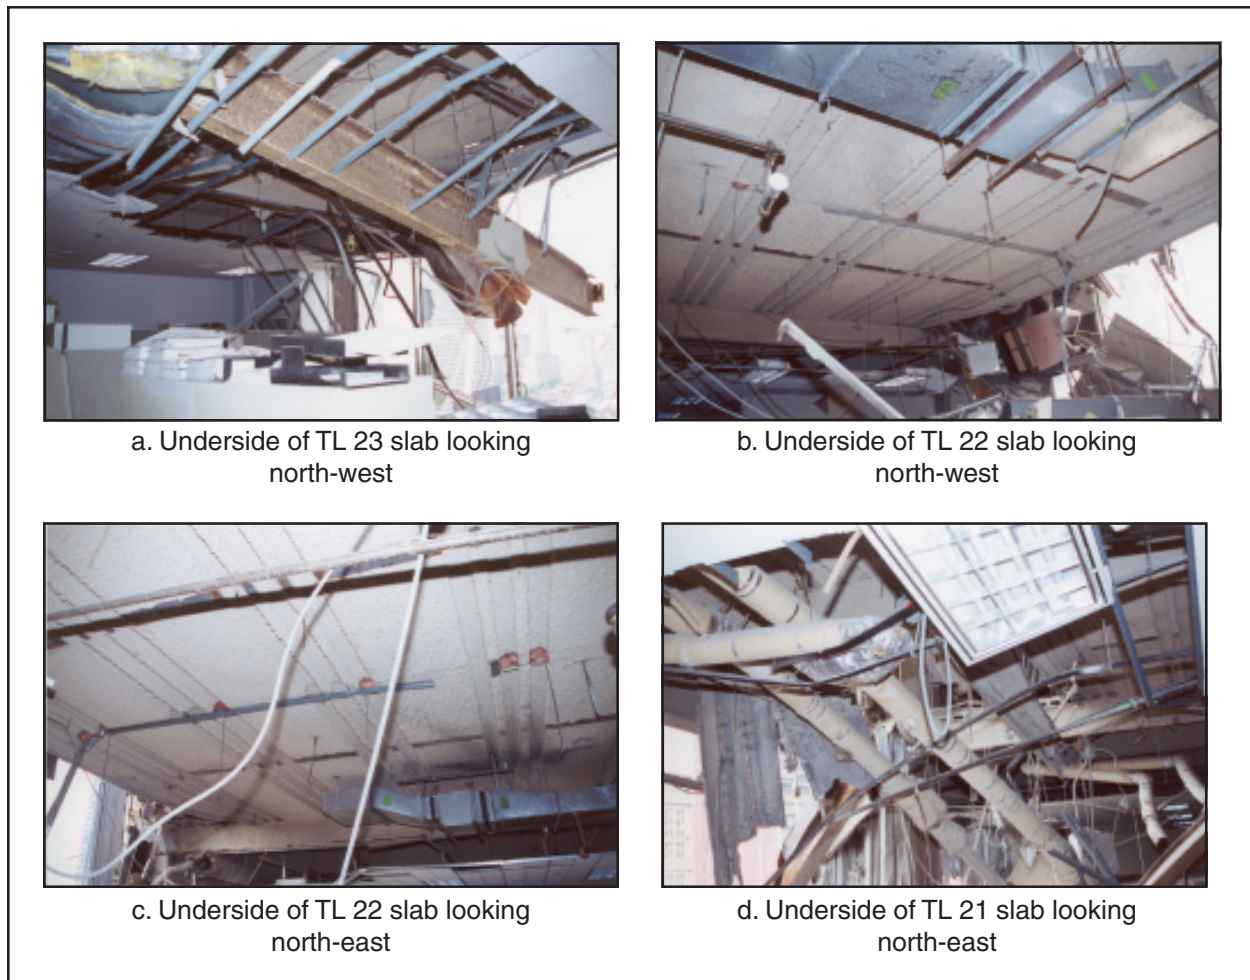 a. Underside of TL 23 slab looking
north-west
b. Underside of TL 22 slab looking
north-west
c. Underside of TL 22 slab looking
north-east
d. Underside of TL 21 slab looking
north-east